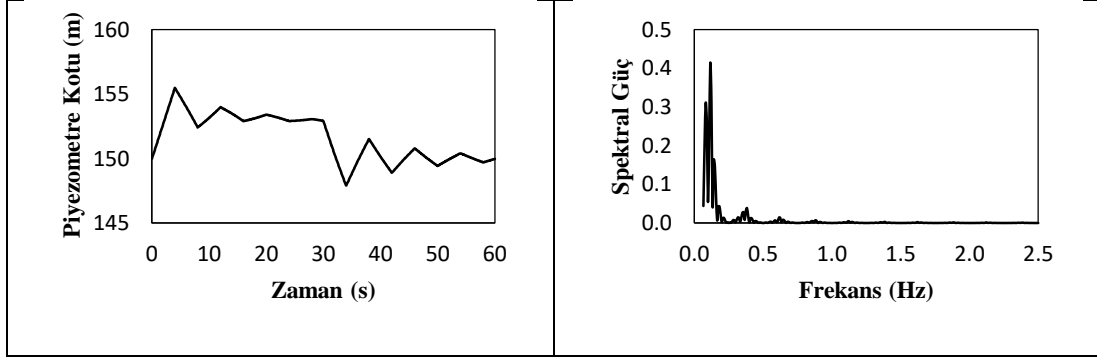 Piyezometre Kotu (m)
160
155
150
145
0 10 20 30 40 50 60
Zaman (s)
Spektral Güç
0.5
0.4
0.3
0.2
0.1
0.0
0.0 0.5 1.0 1.5 2.0 2.5
Frekans (Hz)